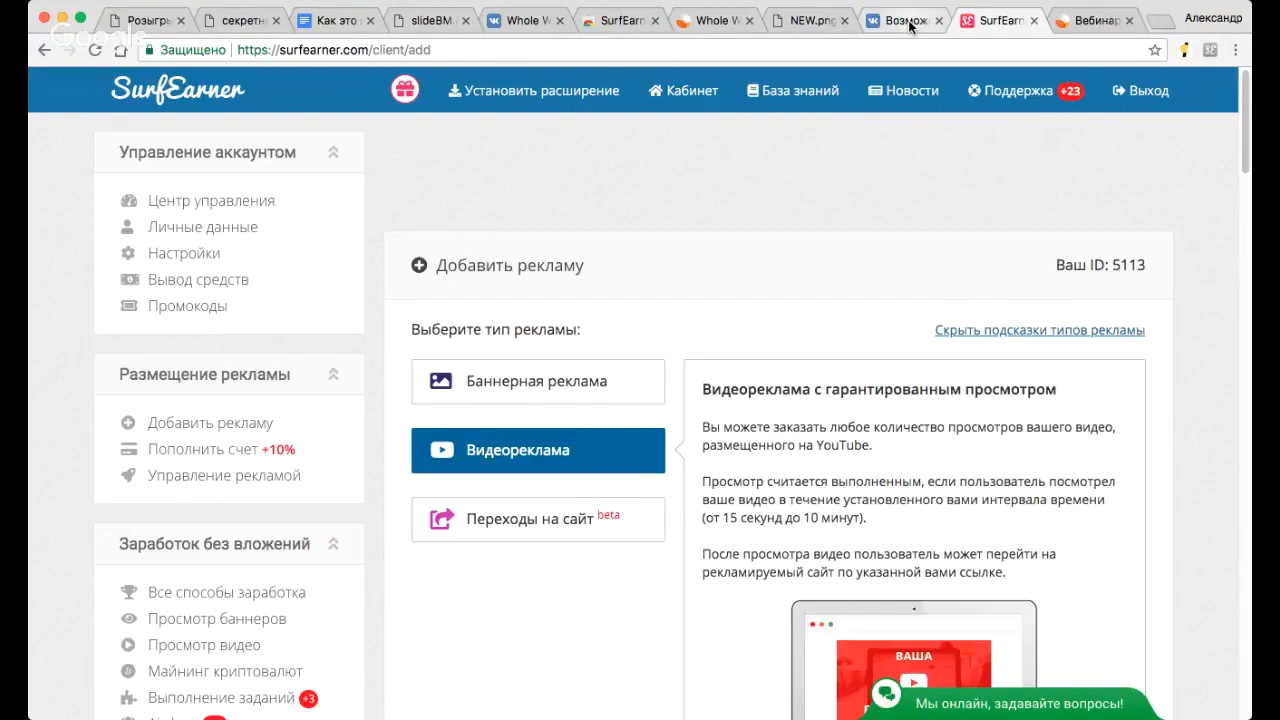 Розыгры
секретн
Как это
slideBM.
Whole W
SurfEarn
Whole W
NEW.png
Возмож
SurfEarn
Вебинар
Александр
Google
Защищено
https://surfearner.com/client/add
SurfEarner
Установить расширение
Кабинет
База знаний
Новости
Поддержка +23
Выход
Управление аккаунтом
Центр управления
Личные данные
Настройки
Вывод средств
Промокоды
Размещение рекламы
Добавить рекламу
Пополнить счет +10%
Управление рекламой
Заработок без вложений
Все способы заработка
Просмотр баннеров
Просмотр видео
Майнинг криптовалют
Выполнение заданий +3
Добавить рекламу
Ваш ID: 5113
Выберите тип рекламы:
Скрыть подсказки типов рекламы
Баннерная реклама
Видеореклама
Переходы на сайт beta
Видеореклама с гарантированным просмотром
Вы можете заказать любое количество просмотров вашего видео,
размещенного на YouTube.
Просмотр считается выполненным, если пользователь посмотрел
ваше видео в течение установленного вами интервала времени
(от 15 секунд до 10 минут).
После просмотра видео пользователь может перейти на
рекламируемый сайт по указанной вами ссылке.
ВАША
Мы онлайн, задавайте вопросы!